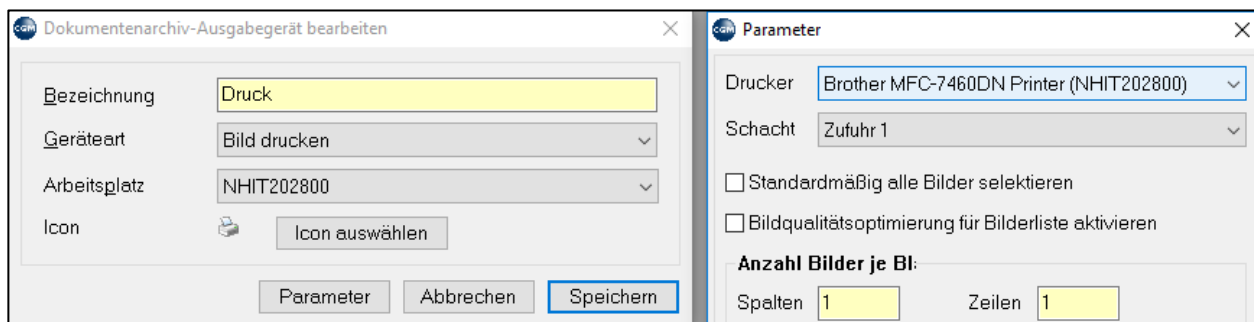 CGM Dokumentenarchiv-Ausgabegerät bearbeiten
Bezeichnung Druck
Geräteart Bild drucken
Arbeitsplatz NHIT202800
Icon Icon auswählen
Parameter Abbrechen Speichern
CGM Parameter
Drucker Brother MFC-7460DN Printer (NHIT202800)
Schacht Zufuhr 1
Standardmäßig alle Bilder selektieren
Bildqualitätsoptimierung für Bilderliste aktivieren
Anzahl Bilder je Bl
Spalten 1 Zeilen 1